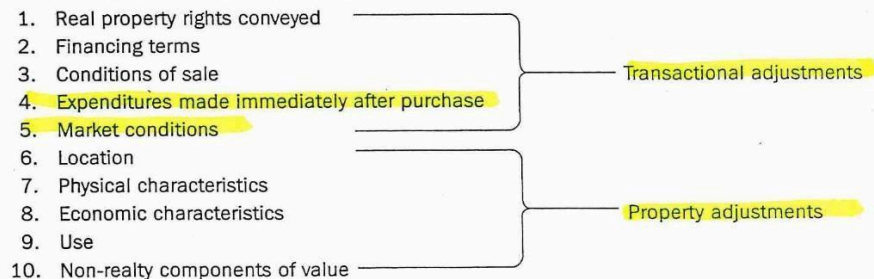 1. Real property rights conveyed
2. Financing terms
3. Conditions of sale
Transactional adjustments
4. Expenditures made immediately after purchase
5. Market conditions
6. Location
7. Physical characteristics
8. Economic characteristics
Property adjustments
9. Use
10. Non-realty components of value